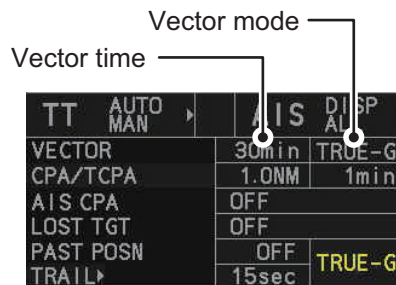 Vector mode
Vector time
TT AUTO MAN AIS DISP ALL
VECTOR 30min TRUE-G
CPA/TCPA 1.0NM 1min
AIS CPA OFF
LOST TGT OFF
PAST POSN OFF TRUE-G
TRAIL 15sec